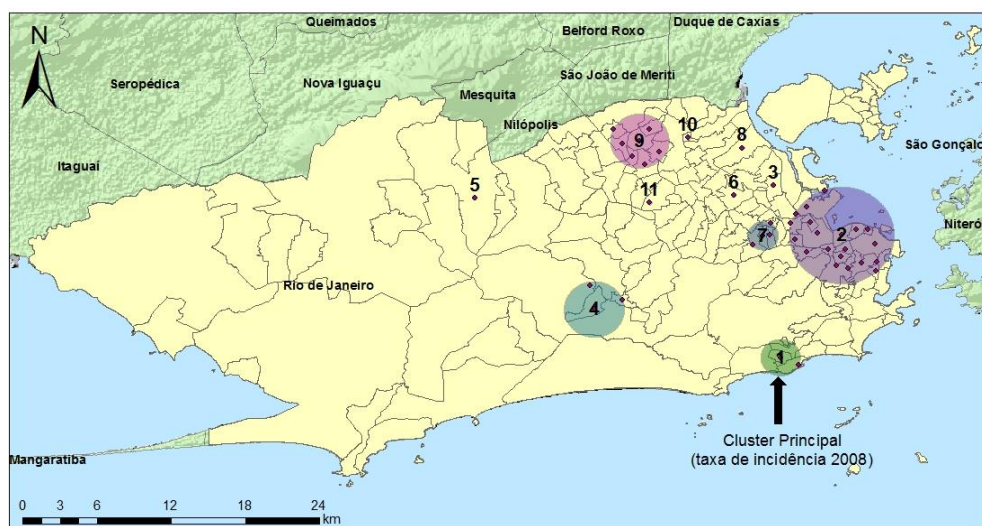 N
Queimados
Belford Roxo
Duque de Caxias
Seropédica
Nova Iguaçu
São João de Meriti
Mesquita
Nilópolis
Itaguaí
São Gonçalo
Niteró
10
8
9
5
11
6
3
7
2
Rio de Janeiro
4
1
Cluster Principal
(taxa de incidência 2008)
Mangaratiba
0 3 6 12 18 24
km